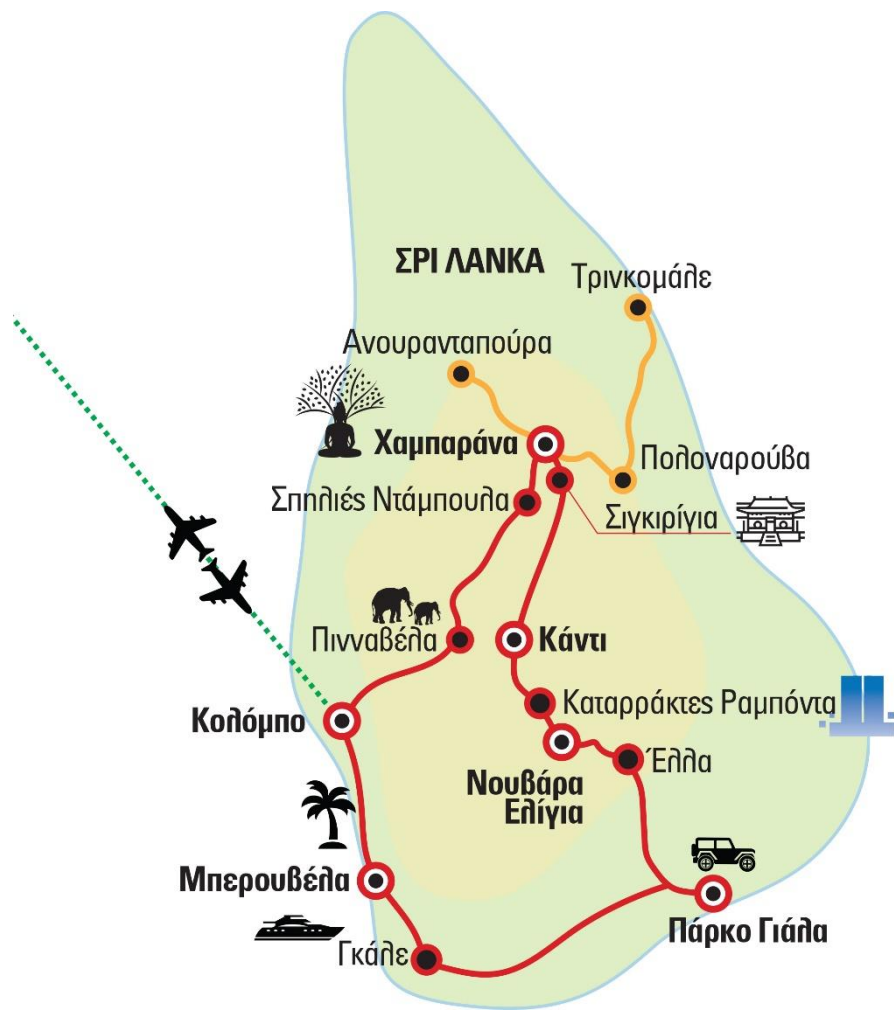 ΣΡΙ ΛΑΝΚΑ
Τρινκομάλε
Ανουρανταπούρα
Χαμπαράνα
Πολοναρούβα
Σπηλιές Ντάμπουλα
Σιγκιρίγια
Πινναβέλα
Κάντι
Καταρράκτες Ραμπόντα
Κολόμπο
Νουβάρα
Ελίγια
Έλλα
Μπερουβέλα
Πάρκο Γιάλα
Γκάλε